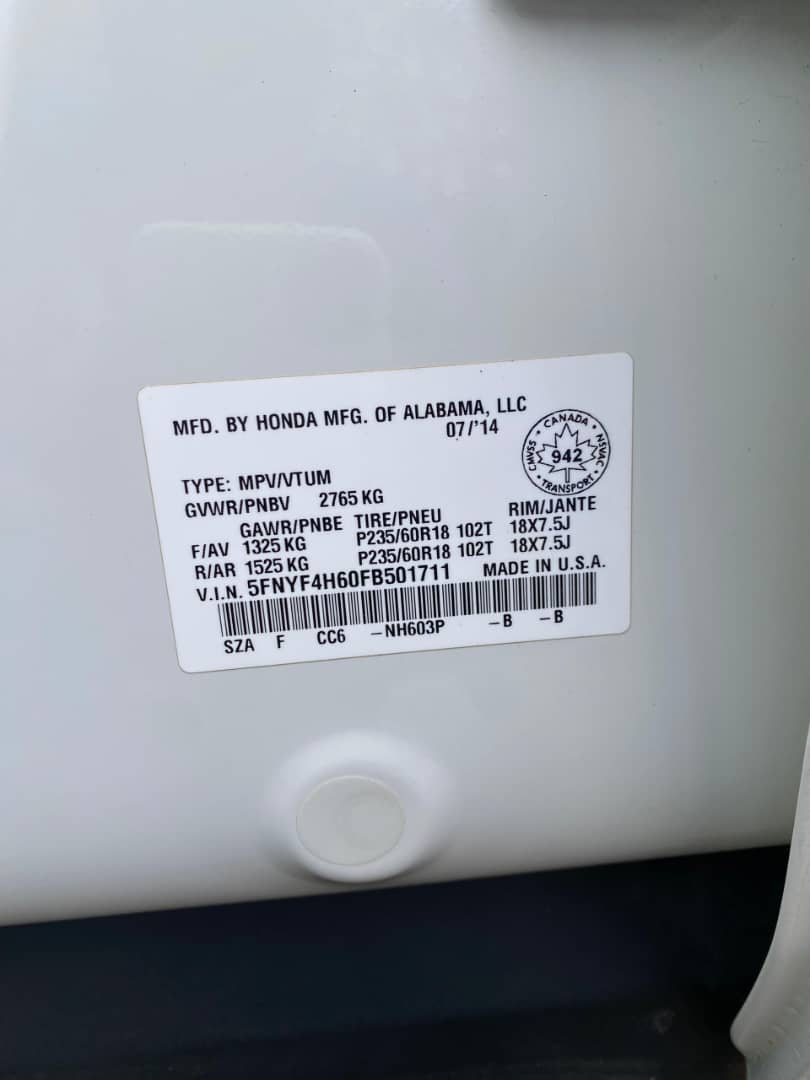 MFD. BY HONDA MFG. OF ALABAMA, LLC
07/'14
CANADA
CMVSS
942
NSVAC
TRANSPORT
TYPE: MPV/VTUM
GVWR/PNBV 2765 KG
GAWR/PNBE TIRE/PNEU RIM/JANTE
F/AV 1325 KG P235/60R18 102T 18X7.5J
R/AR 1525 KG P235/60R18 102T 18X7.5J
V.I.N. 5FNYF4H60FB501711 MADE IN U.S.A.
SZA F CC6 -NH603P -B -B